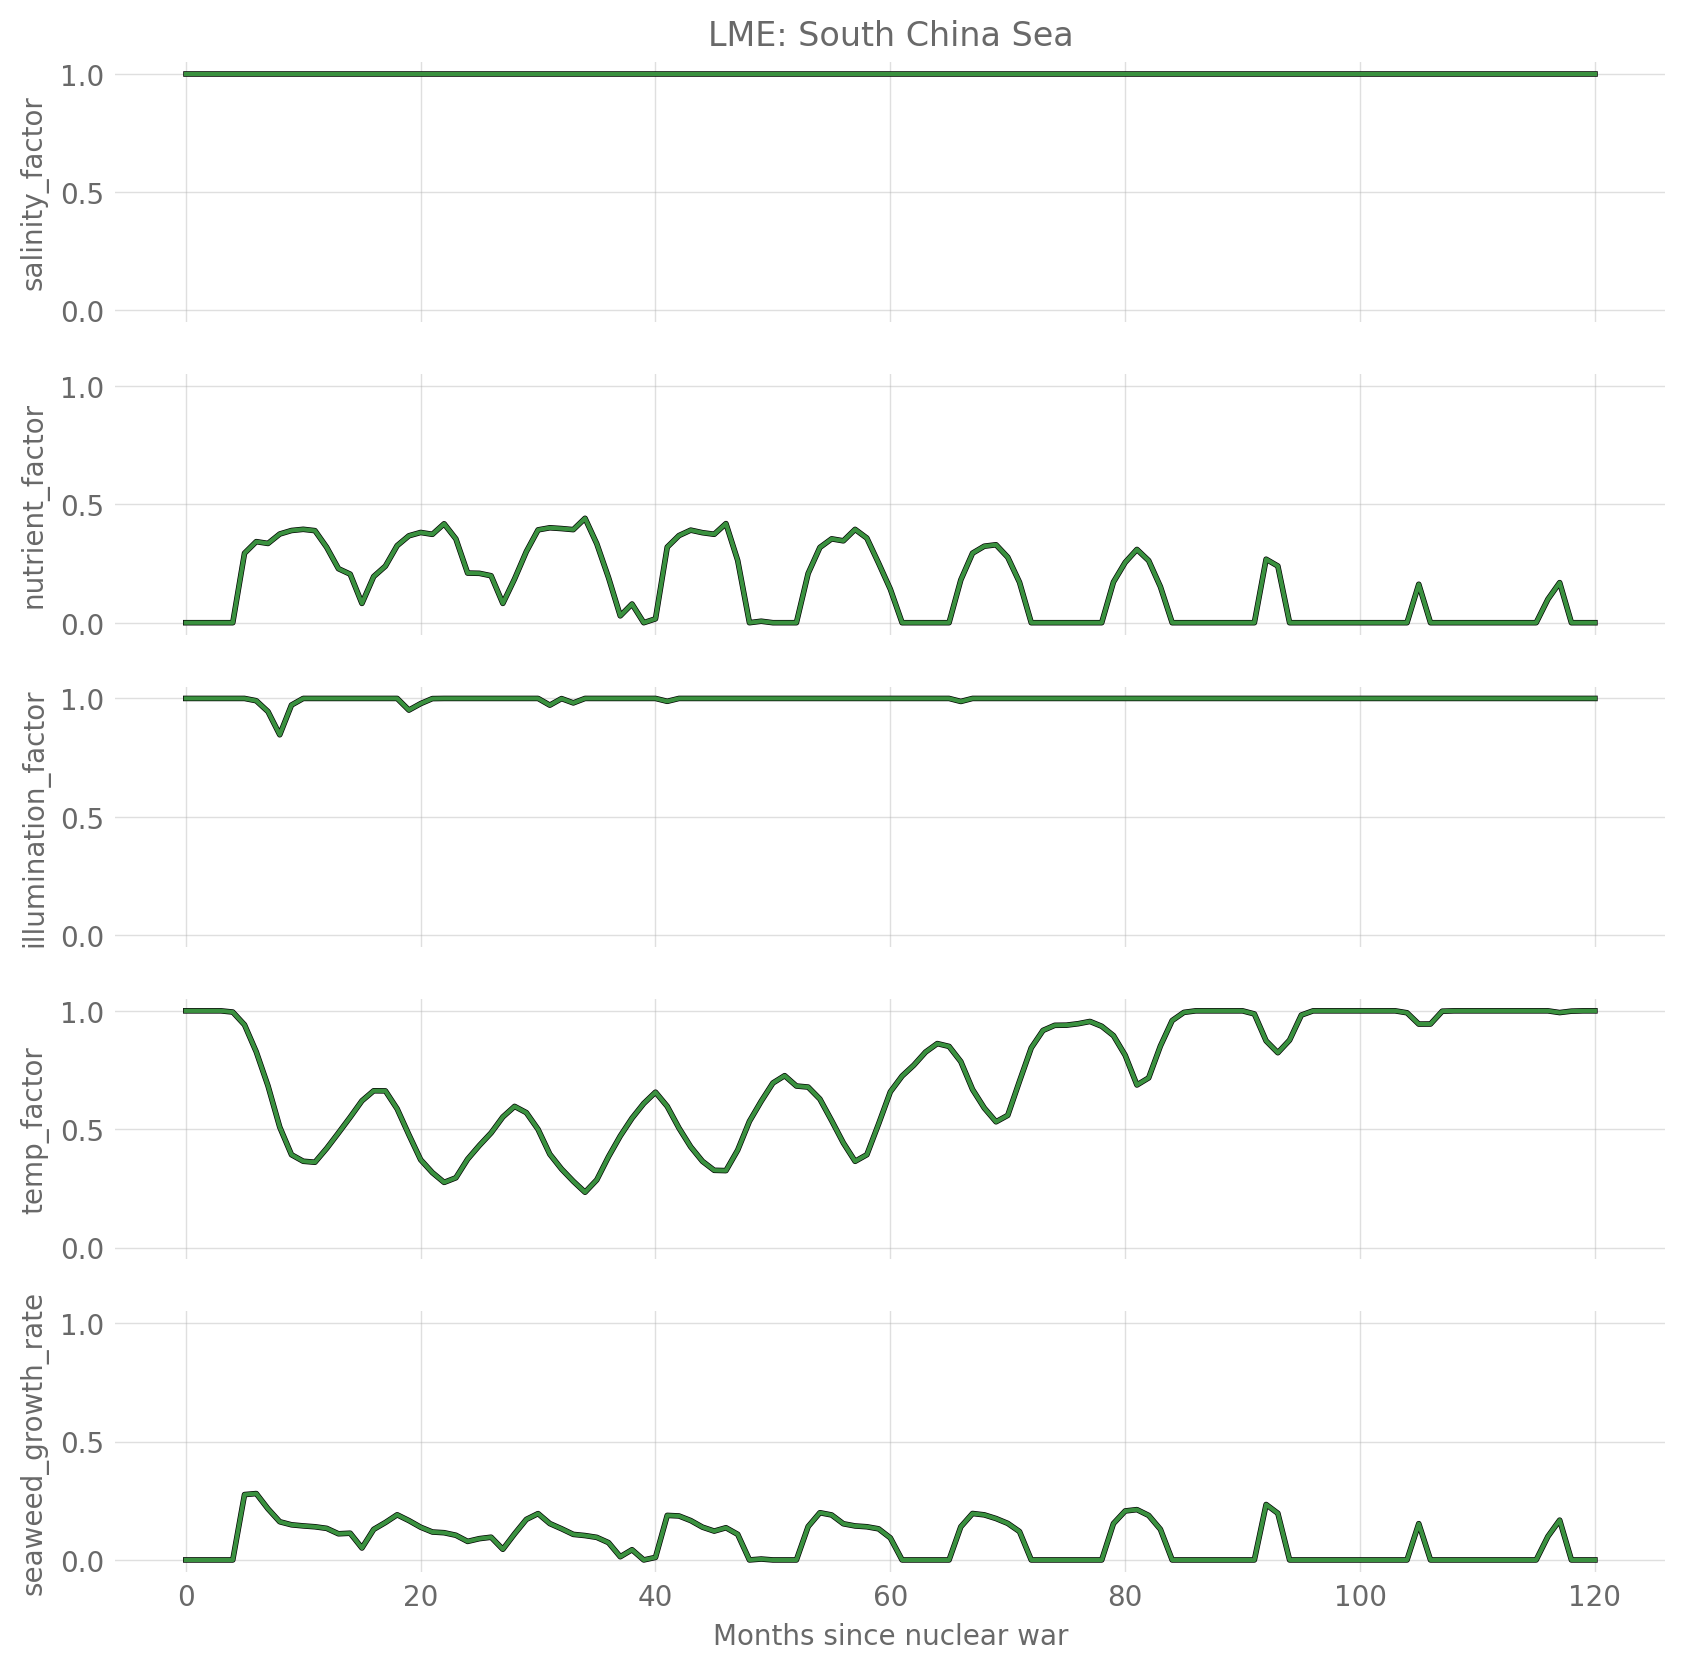 LME: South China Sea
1.0
0.5
0.0
salinity_factor
1.0
0.5
0.0
nutrient_factor
1.0
0.5
0.0
illumination_factor
1.0
0.5
0.0
temp_factor
1.0
0.5
0.0
seaweed_growth_rate
0 20 40 60 80 100 120
Months since nuclear war